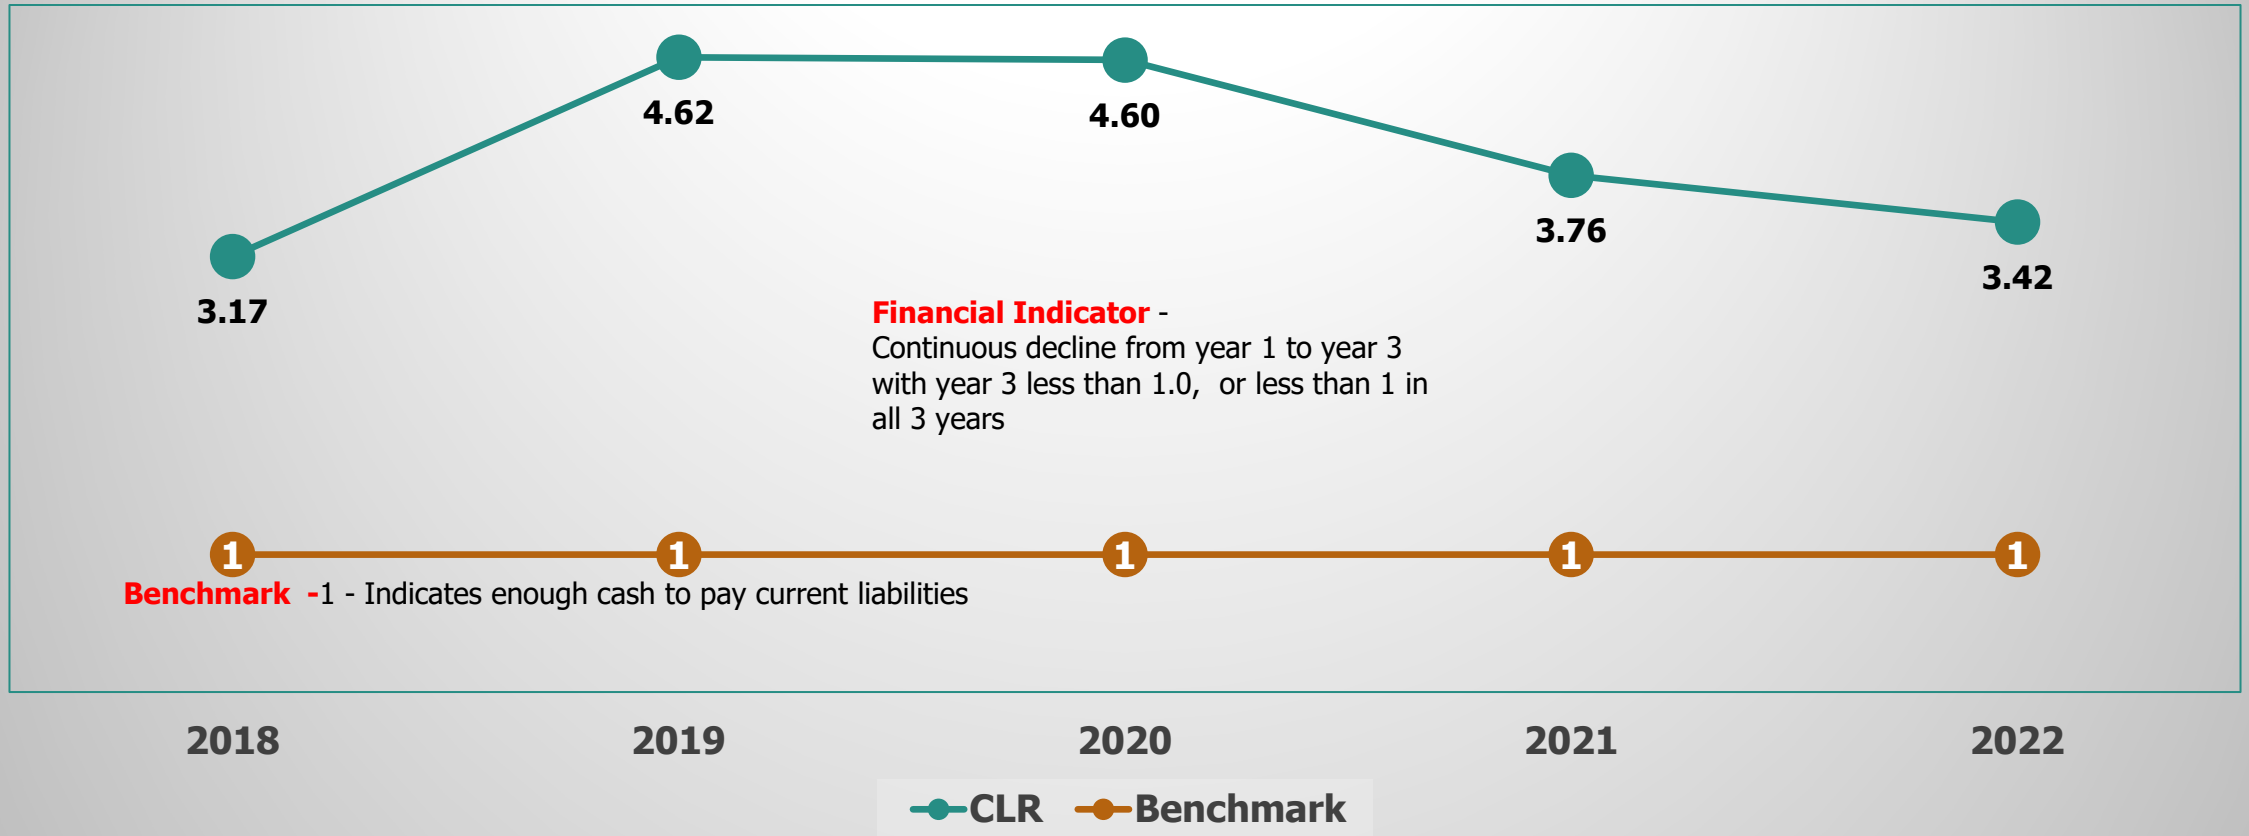 4.62
4.60
3.76
3.42
3.17
Financial Indicator -
Continuous decline from year 1 to year 3
with year 3 less than 1.0,  or less than 1 in
all 3 years
1 1 1 1 1
Benchmark  -1 - Indicates enough cash to pay current liabilities
2018 2019 2020 2021 2022
CLR Benchmark